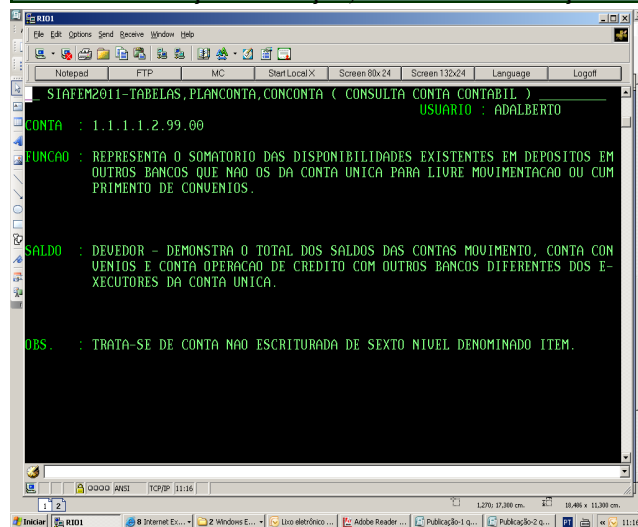 RIO1
File Edit Options Send Receive Window Help
Notepad FTP MC Start Local X Screen 80x 24 Screen 132x24 Language Logoff
__ SIAFEM2011-TABELAS,PLANCONTA,CONCONTA ( CONSULTA CONTA CONTABIL ) ________
USUARIO : ADALBERTO
CONTA : 1.1.1.1.2.99.00
FUNCAO : REPRESENTA O SOMATORIO DAS DISPONIBILIDADES EXISTENTES EM DEPOSITOS EM
OUTROS BANCOS QUE NAO OS DA CONTA UNICA PARA LIVRE MOVIMENTACAO OU CUM
PRIMENTO DE CONVENIOS.
SALDO : DEVEDOR - DEMONSTRA O TOTAL DOS SALDOS DAS CONTAS MOVIMENTO, CONTA CON
VENIOS E CONTA OPERACAO DE CREDITO COM OUTROS BANCOS DIFERENTES DOS E-
XECUTORES DA CONTA UNICA.
OBS. : TRATA-SE DE CONTA NAO ESCRITURADA DE SEXTO NIVEL DENOMINADO ITEM.
0000 ANSI TCP/IP 11:16
1 2 1,270; 17,300 cm. 18,486 x 11,300 cm.
Iniciar RIO1 8 Internet Ex... 2 Windows E... Lixo eletrônico ... Adobe Reader ... Publicação-1 q... Publicação-2 q... PT